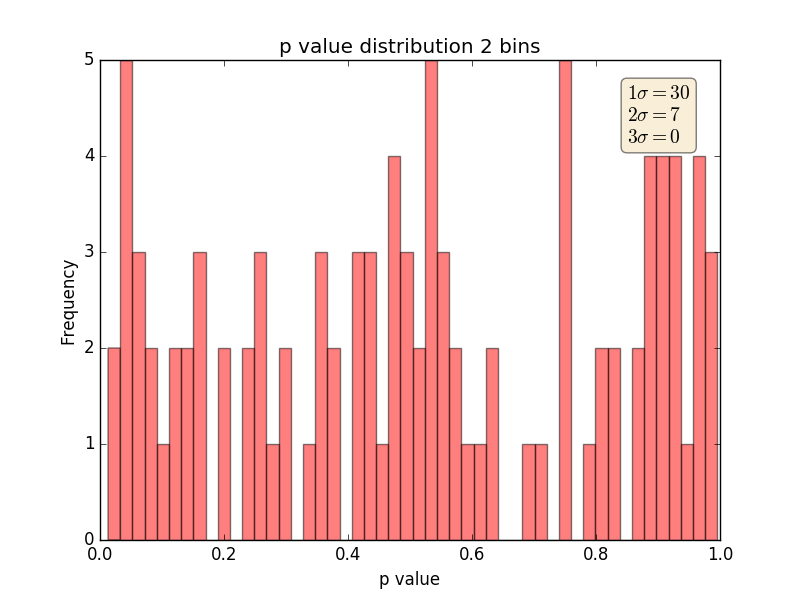 p value distribution 2 bins
5
4
3
2
1
0
Frequency
1σ = 30
2σ = 7
3σ = 0
0.0 0.2 0.4 0.6 0.8 1.0
p value